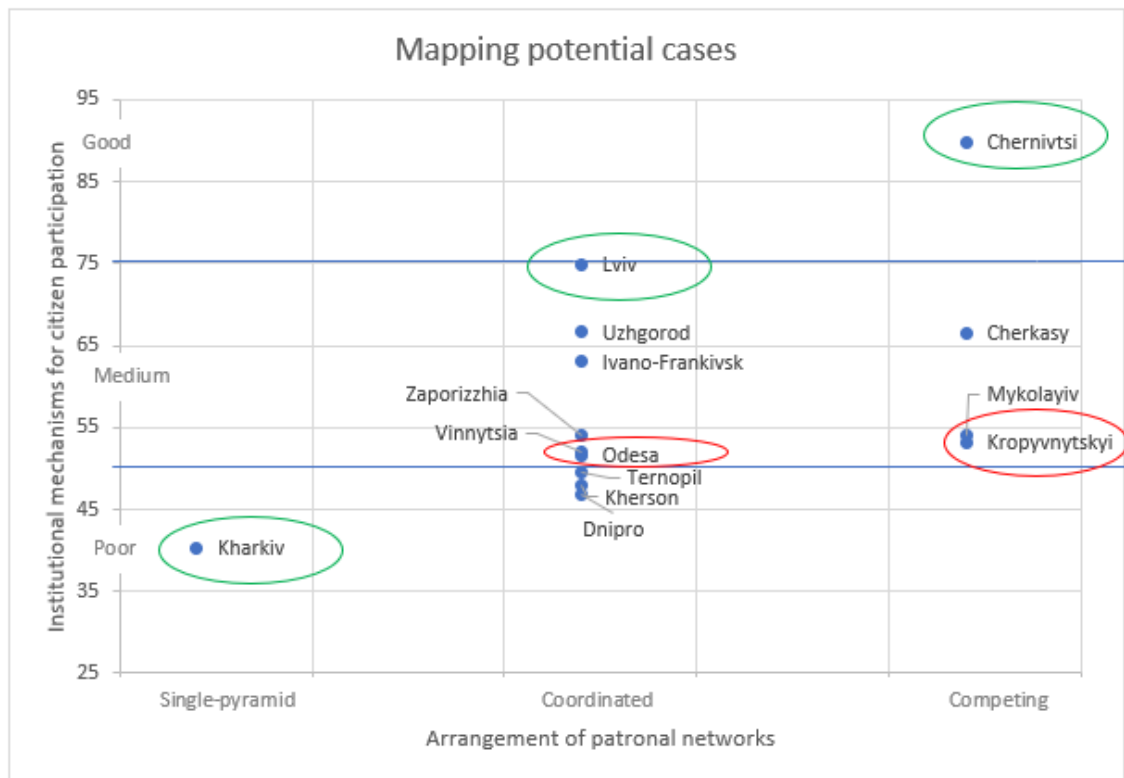 Mapping potential cases
Institutional mechanisms for citizen participation
95
Good
85
75
65
Medium
55
45
Poor
35
25
Chernivtsi
Lviv
Uzhgorod
Cherkasy
Ivano-Frankivsk
Zaporizzhia
Mykolayiv
Vinnytsia
Kropyvnytskyi
Odesa
Ternopil
Kherson
Dnipro
Kharkiv
Single-pyramid
Coordinated
Competing
Arrangement of patronal networks